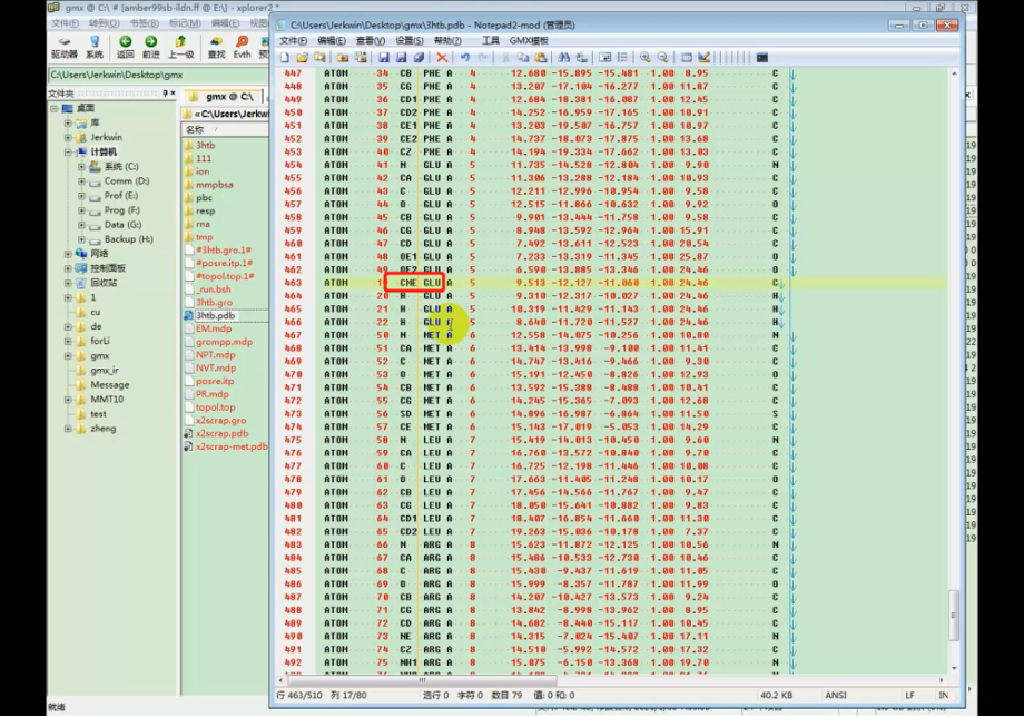 gmx @ C:\ # [amber99sb-ildn.ff @ E:\] - xplorer2
C:\Users\Jerkwin\Desktop\gmx\3htb.pdb - Notepad2-mod (管理员)
文件(F) 编辑(E) 查看(V) 设置(S) 帮助(?) 工具 GMX模板
驱动器 系统 返回 前进 上一级 查找 Evth
C:\Users\Jerkwin\Desktop\gmx
文件夹
gmx @ C:\
名称
桌面
库
Jerkwin
计算机
系统 (C:)
Comm (D:)
Prof (E:)
Prog (F:)
Data (G:)
Backup (H:)
网络
控制面板
回收站
1
cu
de
forLi
gmx
gmx_ir
Message
MMT10
test
zheng
3htb
111
ion
mmpbsa
pbc
resp
rna
tmp
#3htb.gro.1#
#posre.itp.1#
#topol.top.1#
_run.bsh
3htb.gro
3htb.pdb
EM.mdp
grompp.mdp
NPT.mdp
NVT.mdp
posre.itp
PR.mdp
topol.top
x2scrap.gro
x2scrap.pdb
x2scrap-met.pdb
447 ATOM 34 CB PHE A 4 12.680 -15.895 -15.481 1.00 8.95 C
448 ATOM 35 CG PHE A 4 13.207 -17.104 -16.277 1.00 11.87 C
449 ATOM 36 CD1 PHE A 4 12.684 -18.381 -16.087 1.00 12.45 C
450 ATOM 37 CD2 PHE A 4 14.252 -16.959 -17.165 1.00 10.91 C
451 ATOM 38 CE1 PHE A 4 13.203 -19.507 -16.757 1.00 10.97 C
452 ATOM 39 CE2 PHE A 4 14.737 -18.073 -17.875 1.00 13.68 C
453 ATOM 40 CZ PHE A 4 14.194 -19.334 -17.662 1.00 13.03 C
454 ATOM 41 N GLU A 5 11.735 -14.528 -12.804 1.00 9.90 N
455 ATOM 42 CA GLU A 5 11.306 -13.288 -12.184 1.00 10.93 C
456 ATOM 43 C GLU A 5 12.211 -12.996 -10.954 1.00 9.58 C
457 ATOM 44 O GLU A 5 12.515 -11.866 -10.632 1.00 9.92 O
458 ATOM 45 CB GLU A 5 9.901 -13.444 -11.758 1.00 9.58 C
459 ATOM 46 CG GLU A 5 8.948 -13.592 -12.964 1.00 15.91 C
460 ATOM 47 CD GLU A 5 7.492 -13.611 -12.523 1.00 20.54 C
461 ATOM 48 OE1 GLU A 5 7.233 -13.319 -11.345 1.00 25.87 O
462 ATOM 49 OE2 GLU A 5 6.590 -13.885 -13.346 1.00 24.46 O
463 ATOM 19 CME GLU A 5 9.513 -12.127 -11.060 1.00 24.46 C
464 ATOM 20 H GLU A 5 9.310 -12.317 -10.027 1.00 24.46 H
465 ATOM 21 H GLU A 5 10.319 -11.429 -11.143 1.00 24.46 H
466 ATOM 22 H GLU A 5 8.640 -11.720 -11.527 1.00 24.46 H
467 ATOM 50 N MET A 6 12.558 -14.075 -10.256 1.00 10.80 N
468 ATOM 51 CA MET A 6 13.414 -13.998 -9.100 1.00 11.41 C
469 ATOM 52 C MET A 6 14.747 -13.416 -9.466 1.00 9.30 C
470 ATOM 53 O MET A 6 15.191 -12.450 -8.826 1.00 12.93 O
471 ATOM 54 CB MET A 6 13.592 -15.388 -8.488 1.00 10.41 C
472 ATOM 55 CG MET A 6 14.245 -15.365 -7.093 1.00 12.68 C
473 ATOM 56 SD MET A 6 14.896 -16.987 -6.864 1.00 11.50 S
474 ATOM 57 CE MET A 6 15.143 -17.019 -5.053 1.00 14.29 C
475 ATOM 58 N LEU A 7 15.419 -14.013 -10.450 1.00 9.60 N
476 ATOM 59 CA LEU A 7 16.760 -13.572 -10.840 1.00 9.70 C
477 ATOM 60 C LEU A 7 16.725 -12.198 -11.446 1.00 10.08 C
478 ATOM 61 O LEU A 7 17.663 -11.405 -11.248 1.00 10.17 O
479 ATOM 62 CB LEU A 7 17.456 -14.566 -11.767 1.00 9.47 C
480 ATOM 63 CG LEU A 7 18.050 -15.641 -10.882 1.00 9.83 C
481 ATOM 64 CD1 LEU A 7 18.407 -16.854 -11.660 1.00 11.30 C
482 ATOM 65 CD2 LEU A 7 19.263 -15.036 -10.178 1.00 7.37 C
483 ATOM 66 N ARG A 8 15.623 -11.872 -12.125 1.00 10.56 N
484 ATOM 67 CA ARG A 8 15.486 -10.533 -12.730 1.00 10.46 C
485 ATOM 68 C ARG A 8 15.430 -9.437 -11.619 1.00 11.05 C
486 ATOM 69 O ARG A 8 15.999 -8.357 -11.787 1.00 11.99 O
487 ATOM 70 CB ARG A 8 14.207 -10.427 -13.573 1.00 9.24 C
488 ATOM 71 CG ARG A 8 13.842 -8.998 -13.962 1.00 8.95 C
489 ATOM 72 CD ARG A 8 14.682 -8.440 -15.117 1.00 10.45 C
490 ATOM 73 NE ARG A 8 14.315 -7.024 -15.407 1.00 17.11 N
491 ATOM 74 CZ ARG A 8 14.510 -5.992 -14.572 1.00 17.32 C
492 ATOM 75 NH1 ARG A 8 15.075 -6.150 -13.368 1.00 19.70 N
行 463/510 列 17/80 选行 0 字符 0 数目 79 值: 0 和: 0 40.2 KB ANSI LF IN
就绪